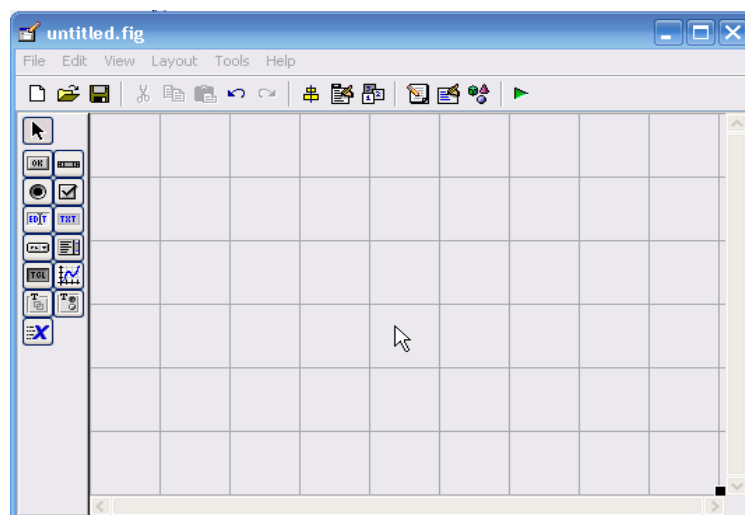 untitled.fig
File Edit View Layout Tools Help
OK
EDIT TXT
TGL
T T
X